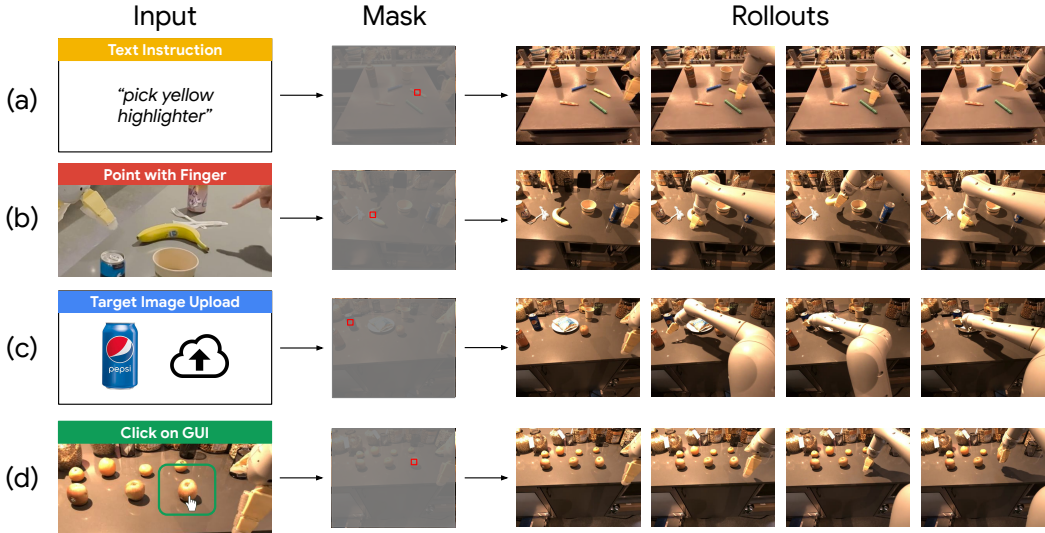 Input
Mask
Rollouts
(a)
Text Instruction
“pick yellow
highlighter”
(b)
Point with Finger
(c)
Target Image Upload
pepsi
(d)
Click on GUI